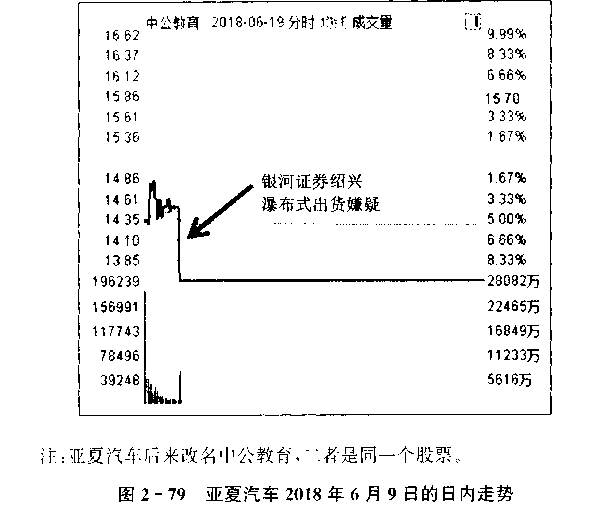 中公教育 2018-06-19分时 成交量
16.62 9.99%
16.37 8.33%
16.12 6.66%
15.86 15.70
15.61 3.33%
15.36 1.67%
14.86 1.67%
14.61 3.33%
14.35 5.00%
14.10 6.66%
13.85 8.33%
196239 28082万
156991 22465万
117743 16849万
78496 11233万
39248 5616万
银河证券绍兴
瀑布式出货嫌疑
注:亚夏汽车后来改名中公教育,二者是同一个股票。
图2-79 亚夏汽车2018年6月9日的日内走势